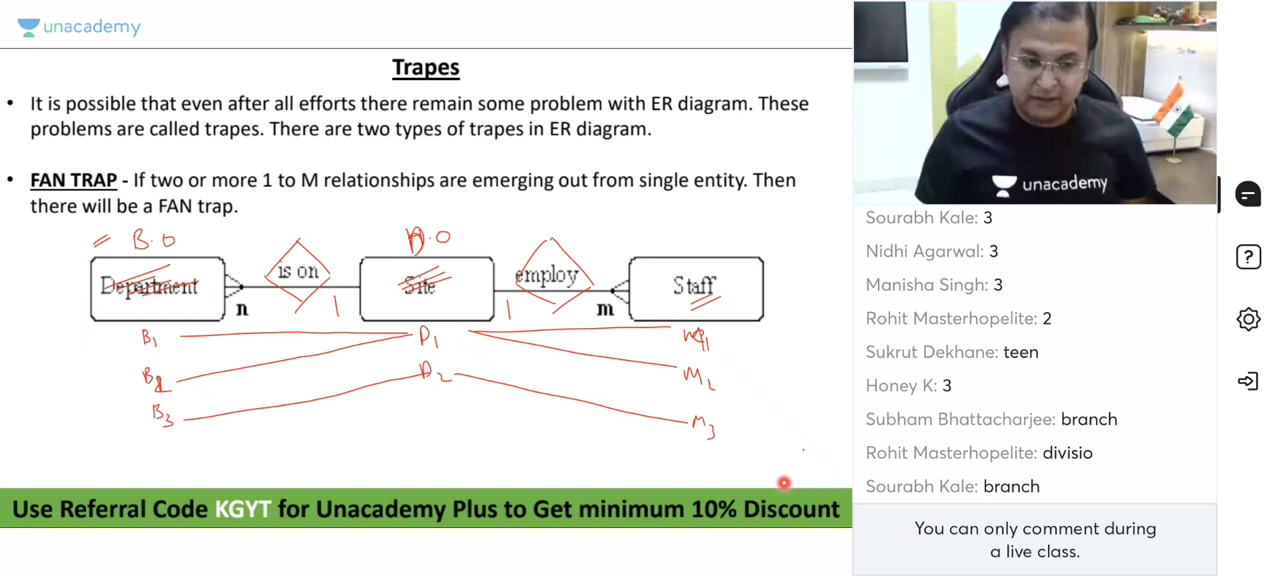 unacademy
Trapes
• It is possible that even after all efforts there remain some problem with ER diagram. These
problems are called trapes. There are two types of trapes in ER diagram.
• FAN TRAP - If two or more 1 to M relationships are emerging out from single entity. Then
there will be a FAN trap.
B.O D.O
Department is on Site employ Staff
n 1 1 m
B1 D1 M1
B2 D2 M2
B3 M3
Use Referral Code KGYT for Unacademy Plus to Get minimum 10% Discount
unacademy
Sourabh Kale: 3
Nidhi Agarwal: 3
Manisha Singh: 3
Rohit Masterhopelite: 2
Sukrut Dekhane: teen
Honey K: 3
Subham Bhattacharjee: branch
Rohit Masterhopelite: divisio
Sourabh Kale: branch
You can only comment during
a live class.
?